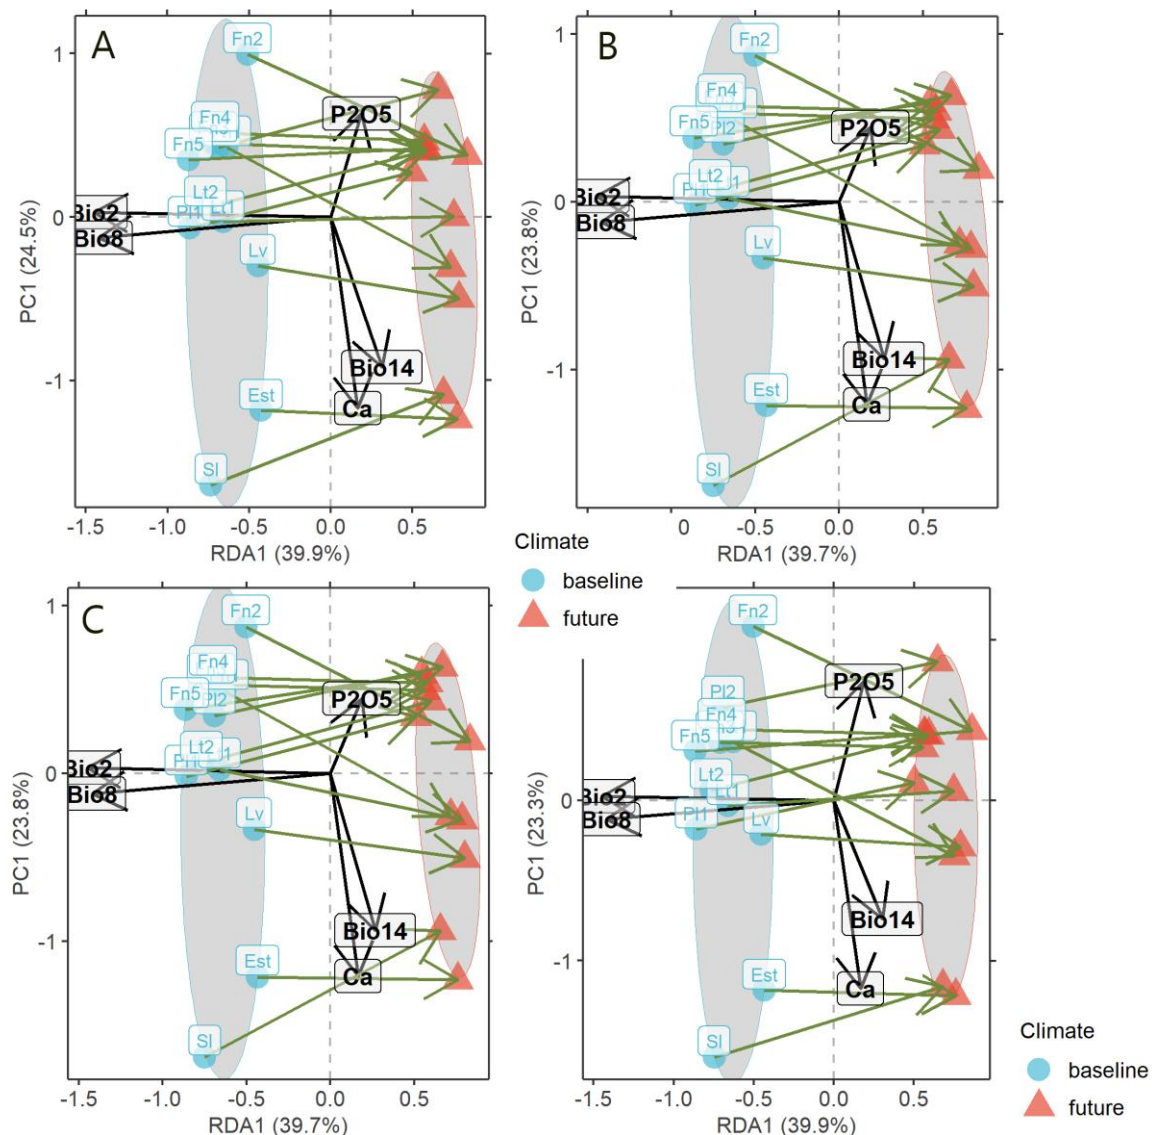 A
1
0
-1
PC1 (24.5%)
Fn2
Fn4
Fn5
Lt2
Pl1
Lv
Est
Sl
P2O5
Bio2
Bio8
Bio14
Ca
-1.5 -1.0 -0.5 0.0 0.5
RDA1 (39.9%)
B
1
0
-1
PC1 (23.8%)
Fn2
Fn4
Fn5
Pl2
Lt2
Lv
Est
Sl
P2O5
Bio2
Bio8
Bio14
Ca
0 -0.5 0.0 0.5
RDA1 (39.7%)
Climate
baseline
future
C
1
0
-1
PC1 (23.8%)
Fn2
Fn4
Fn5
Pl2
Lt2
Lv
Est
Sl
P2O5
Bio2
Bio8
Bio14
Ca
-1.5 -1.0 -0.5 0.0 0.5
RDA1 (39.7%)
0
-1
PC1 (23.3%)
Fn2
Pl2
Fn4
Fn5
Lt2
Pl1
Lv
Est
Sl
P2O5
Bio2
Bio8
Bio14
Ca
-1.5 -1.0 -0.5 0.0 0.5
RDA1 (39.9%)
Climate
baseline
future